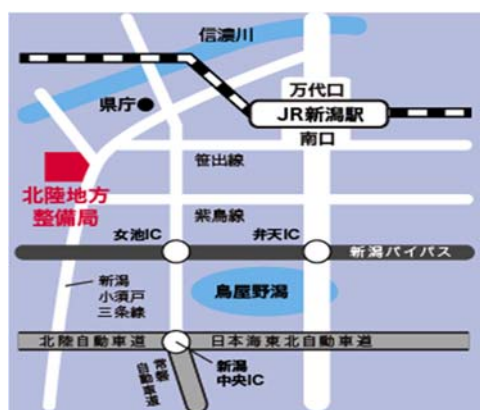 信濃川
万代口
県庁
JR新潟駅
南口
笹出線
北陸地方
整備局
紫鳥線
女池IC
弁天IC
新潟バイパス
新潟
小須戸
三条線
鳥屋野潟
北陸自動車道
日本海東北自動車道
新潟
中央IC
常磐
自動車道